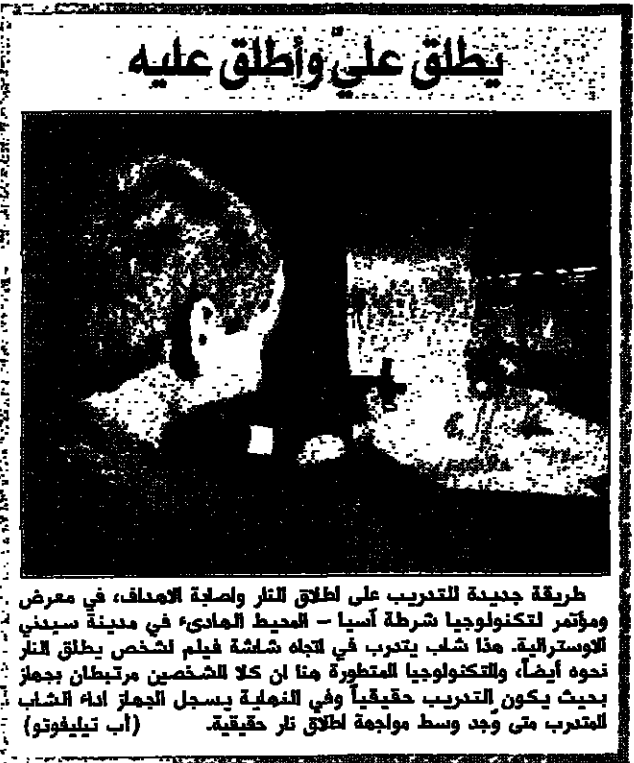 يطلق عليّ وأطلق عليه
طريقة جديدة للتدريب على اطلاق النار واصابة الاهداف، في معرض
ومؤتمر لتكنولوجيا شرطة آسيا – المحيط الهادىء في مدينة سيدني
الاوسترالية. هذا شاب يتدرب في اتجاه شاشة فيلم لشخص يطلق النار
نحوه أيضاً، والتكنولوجيا المتطورة هنا ان كلا الشخصين مرتبطان بجهاز
بحيث يكون التدريب حقيقياً وفي النهاية يسجل الجهاز اداء الشاب
المتدرب متى وُجد وسط مواجهة اطلاق نار حقيقية. (أب تيليفوتو)